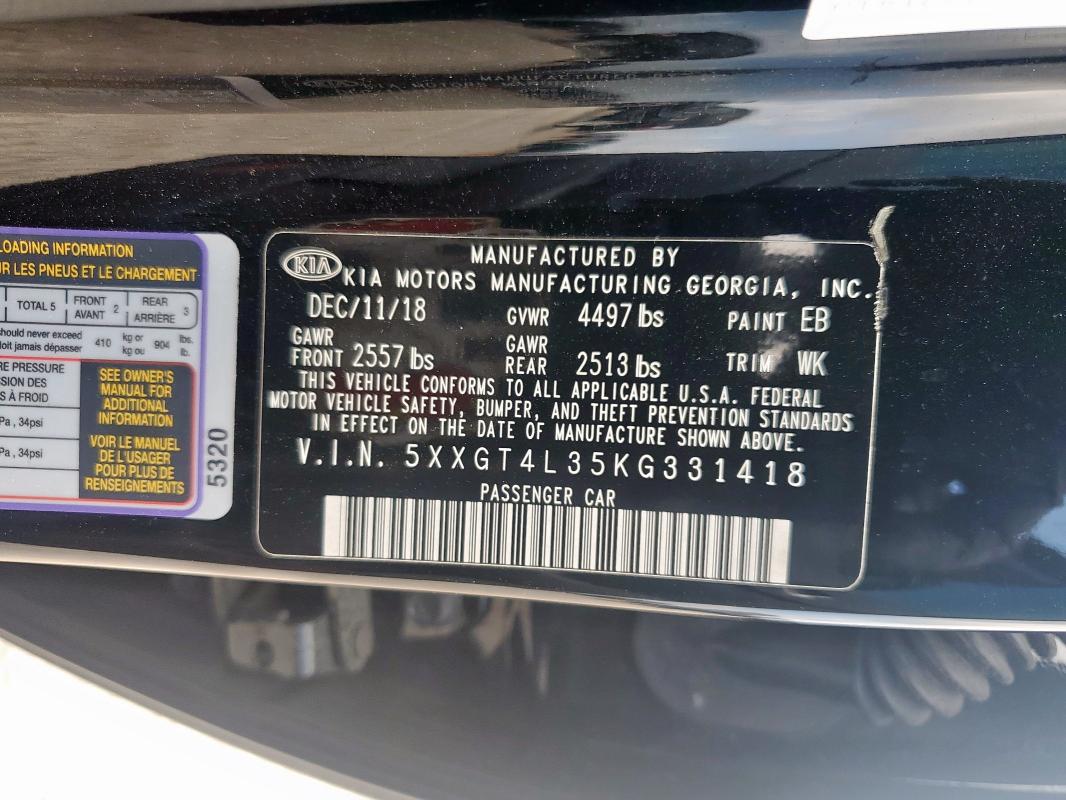 LOADING INFORMATION
UR LES PNEUS ET LE CHARGEMENT
TOTAL 5 FRONT AVANT 2 REAR ARRIÈRE 3
should never exceed 410 kg or 904 lbs.
doit jamais dépasser kg ou lb.
RE PRESSURE
SION DES
S À FROID
Pa , 34psi
Pa , 34psi
SEE OWNER'S
MANUAL FOR
ADDITIONAL
INFORMATION
VOIR LE MANUEL
DE L'USAGER
POUR PLUS DE
RENSEIGNEMENTS
5320
KIA
MANUFACTURED BY
KIA MOTORS MANUFACTURING GEORGIA, INC.
DEC/11/18 GVWR 4497 lbs PAINT EB
GAWR FRONT 2557 lbs GAWR REAR 2513 lbs TRIM WK
THIS VEHICLE CONFORMS TO ALL APPLICABLE U.S.A. FEDERAL
MOTOR VEHICLE SAFETY, BUMPER, AND THEFT PREVENTION STANDARDS
IN EFFECT ON THE DATE OF MANUFACTURE SHOWN ABOVE.
V.I.N. 5XXGT4L35KG331418
PASSENGER CAR